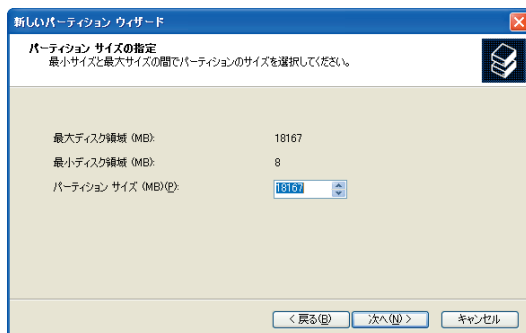 新しいパーティション ウィザード
パーティション サイズの指定
最小サイズと最大サイズの間でパーティションのサイズを選択してください。
最大ディスク領域 (MB): 18167
最小ディスク領域 (MB): 8
パーティション サイズ (MB)(P): 18167
< 戻る(B) 次へ(N) > キャンセル